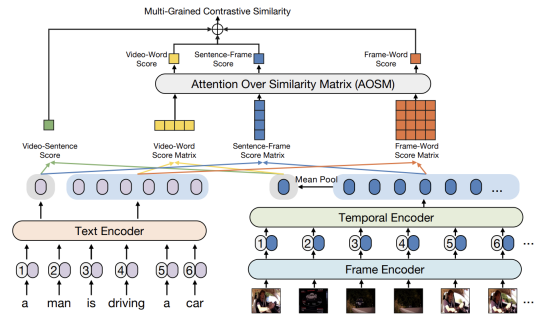 Multi-Grained Contrastive Similarity
Video-Word
Score
Sentence-Frame
Score
Frame-Word
Score
Attention Over Similarity Matrix (AOSM)
Video-Sentence
Score
Video-Word
Score Matrix
Sentence-Frame
Score Matrix
Frame-Word
Score Matrix
Mean Pool
...
Temporal Encoder
Text Encoder
1 2 3 4 5 6 ...
Frame Encoder
1 2 3 4 5 6
a man is driving a car
...